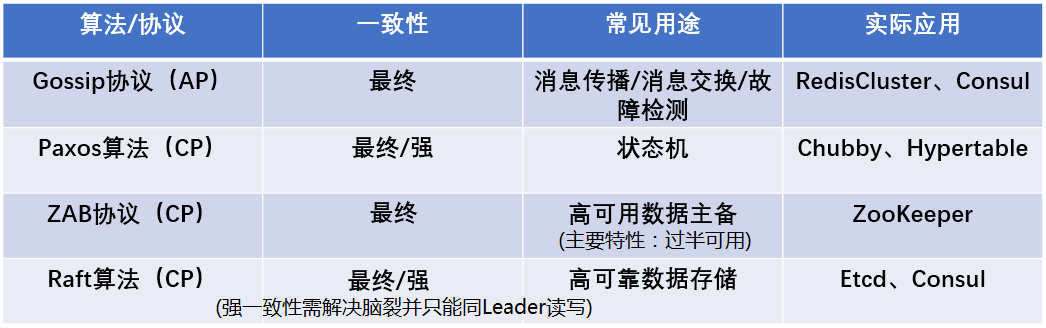 算法/协议 一致性 常见用途 实际应用
Gossip协议（AP） 最终 消息传播/消息交换/故 RedisCluster、Consul
障检测
Paxos算法（CP） 最终/强 状态机 Chubby、Hypertable
ZAB协议（CP） 最终 高可用数据主备 ZooKeeper
(主要特性：过半可用)
Raft算法（CP） 最终/强 高可靠数据存储 Etcd、Consul
(强一致性需解决脑裂并只能同Leader读写)